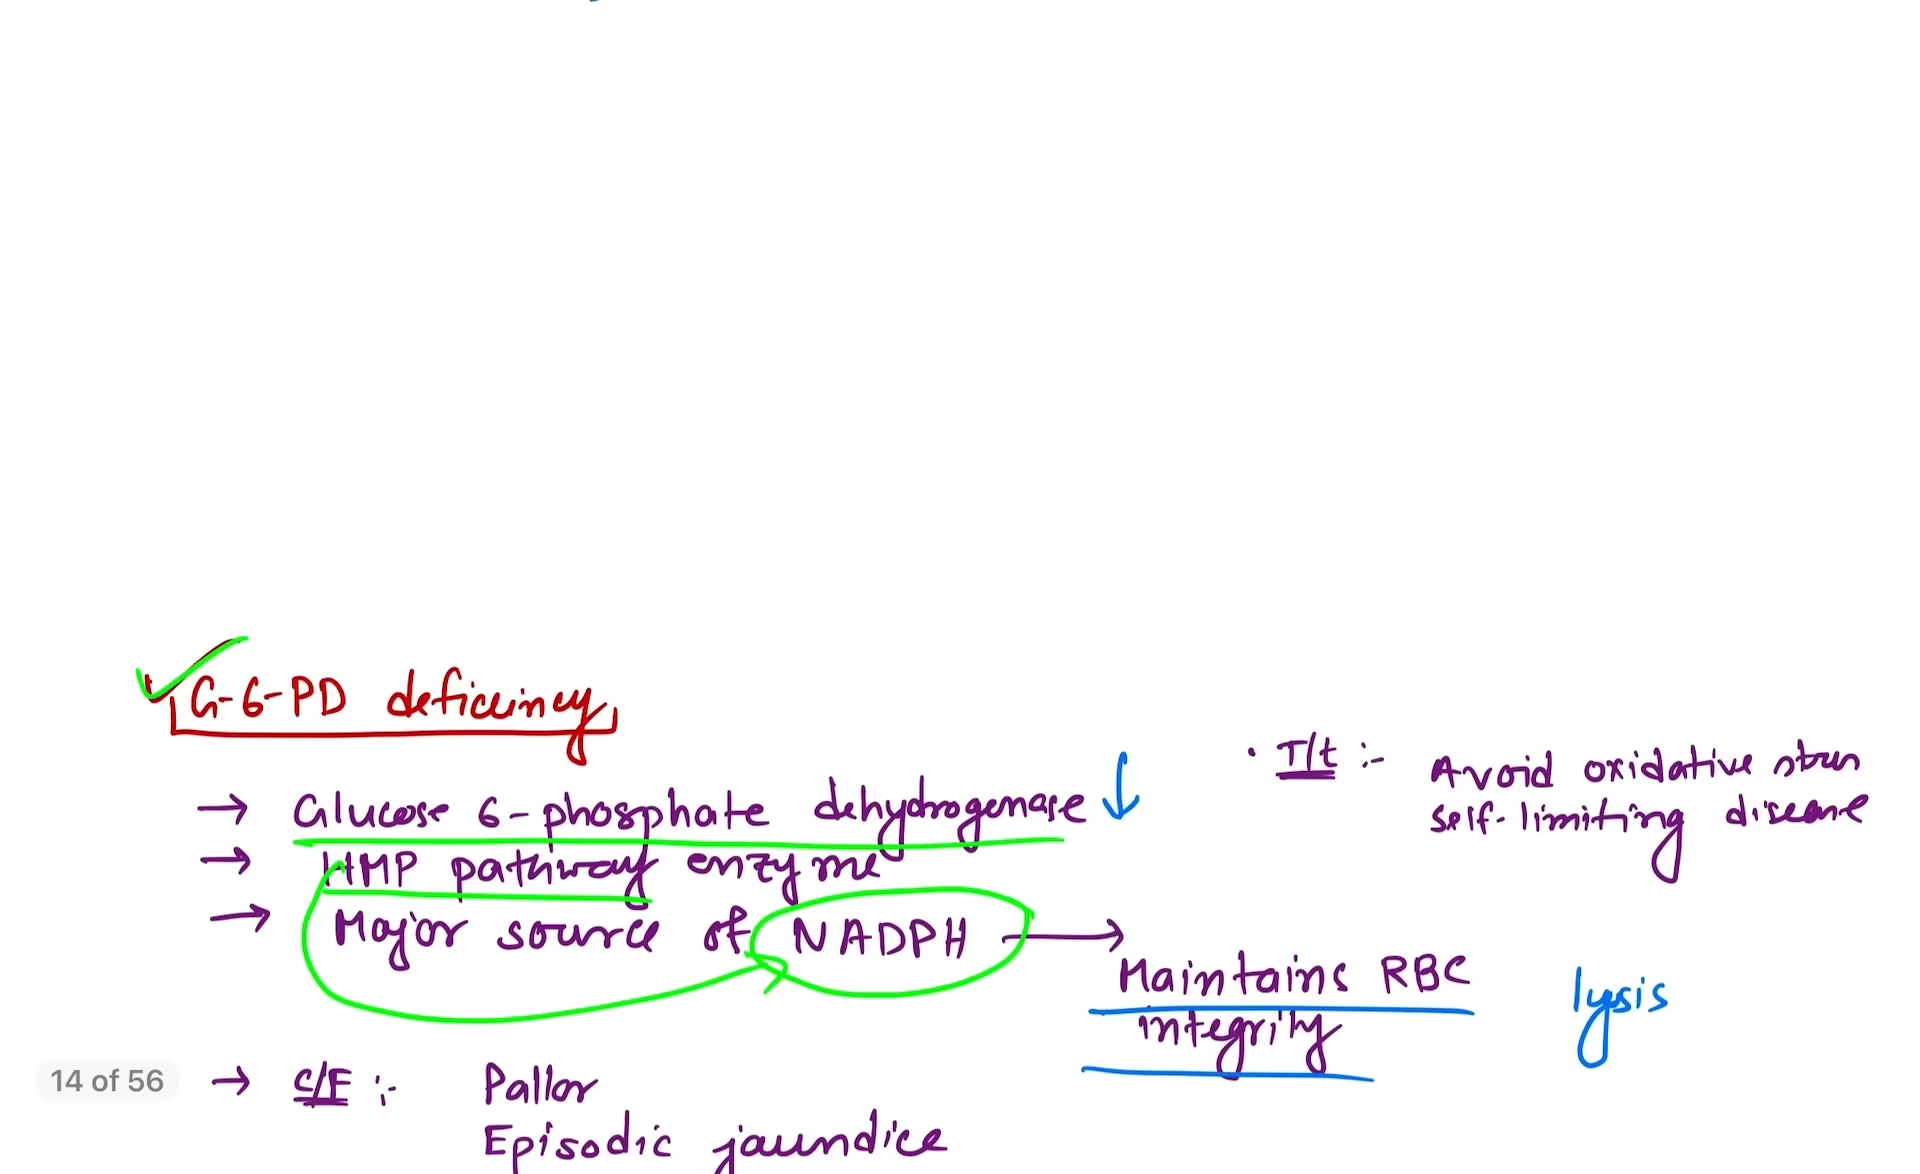 G-6-PD deficiency
→ Glucose 6-phosphate dehydrogenase ↓
→ HMP pathway enzyme
→ Major source of NADPH →
Maintains RBC
integrity
lysis
• T/t :- Avoid oxidative stress
self-limiting disease
→ C/F :- Pallor
Episodic jaundice
14 of 56